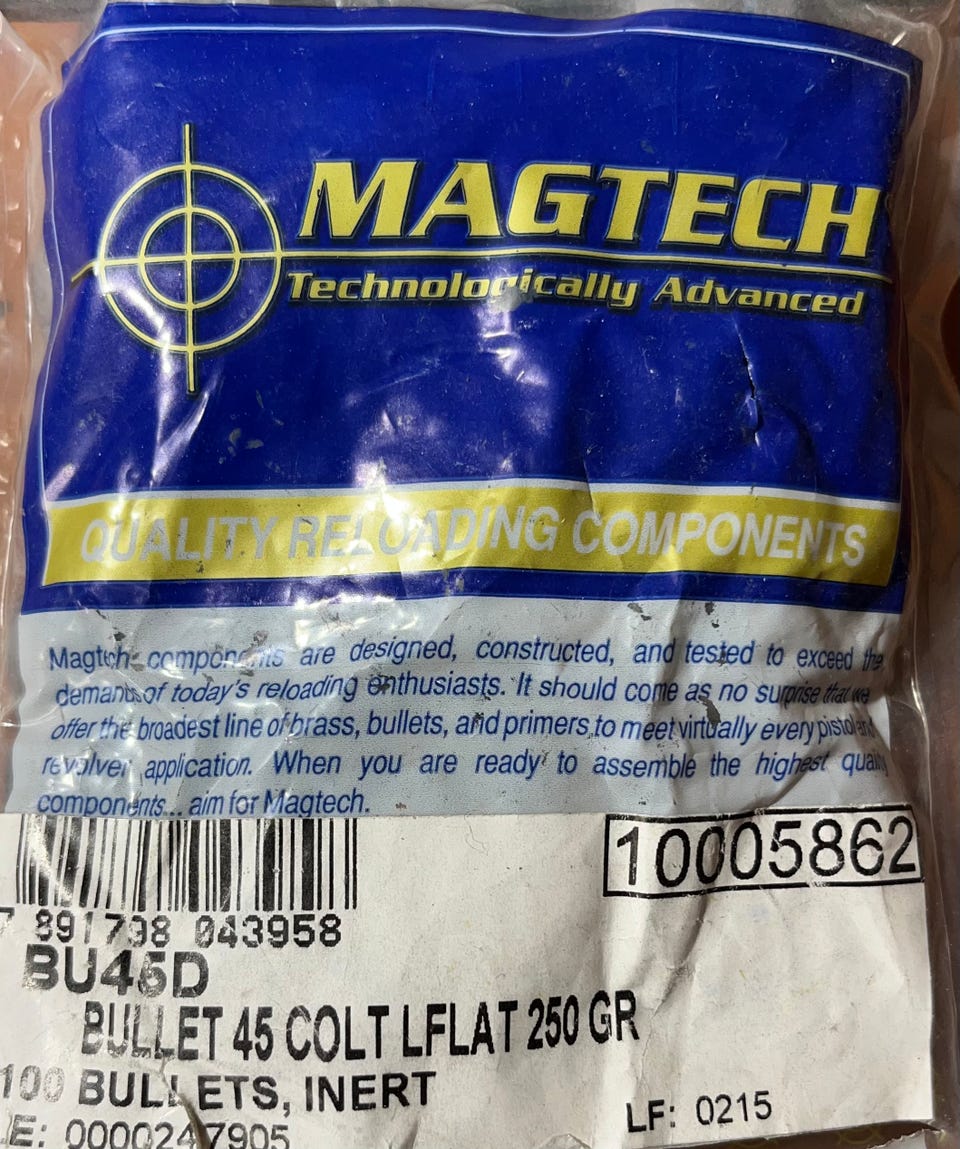 MAGTECH
Technologically Advanced
QUALITY RELOADING COMPONENTS
Magtech components are designed, constructed, and tested to exceed the
demands of today's reloading enthusiasts. It should come as no surprise that we
offer the broadest line of brass, bullets, and primers to meet virtually every pistol and
revolver application. When you are ready to assemble the highest quality
components... aim for Magtech.
10005862
7 891798 043958
BU45D
BULLET 45 COLT LFLAT 250 GR
100 BULLETS, INERT
LE: 0000247905
LF: 0215